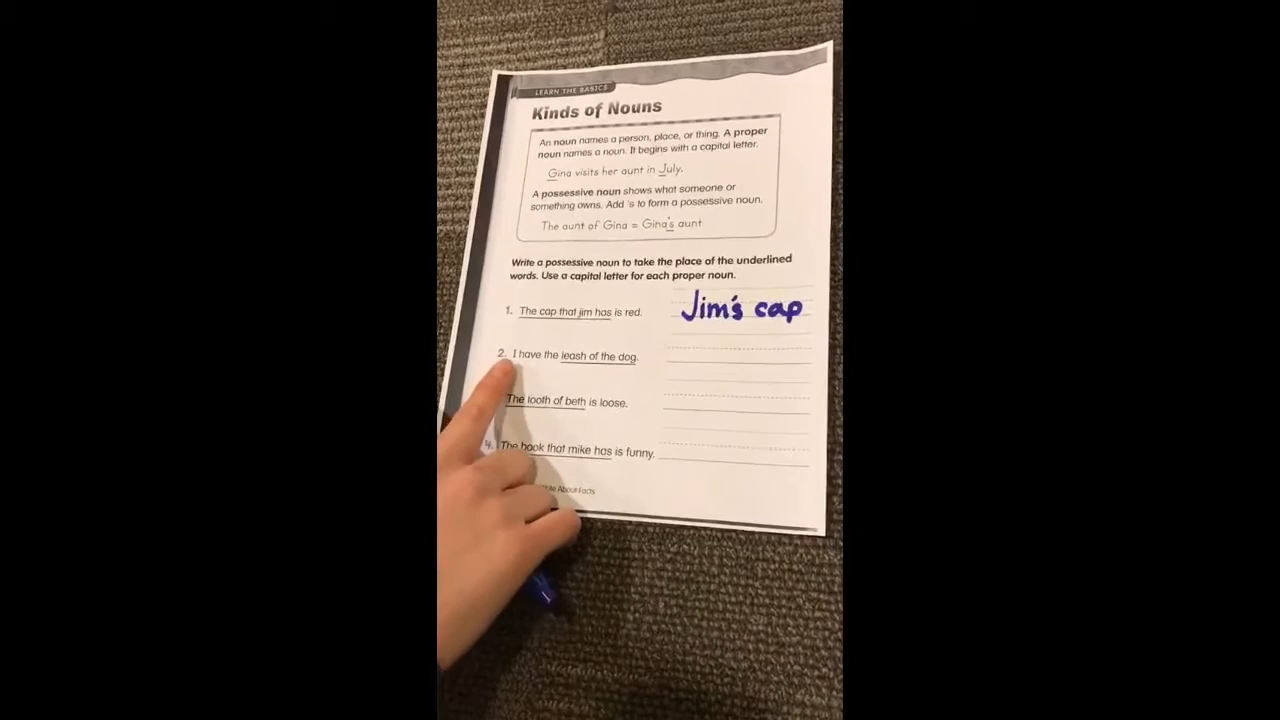 LEARN THE BASICS
Kinds of Nouns
An noun names a person, place, or thing. A proper
noun names a noun. It begins with a capital letter.
Gina visits her aunt in July.
A possessive noun shows what someone or
something owns. Add 's to form a possessive noun.
The aunt of Gina = Gina's aunt
Write a possessive noun to take the place of the underlined
words. Use a capital letter for each proper noun.
1. The cap that jim has is red.
Jim's cap
2. I have the leash of the dog.
The tooth of beth is loose.
4. The book that mike has is funny.
About Facts